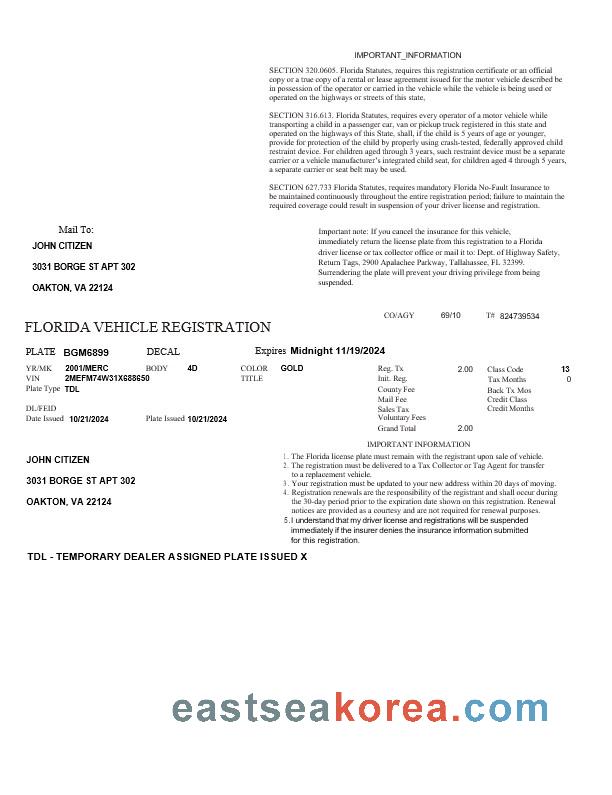 IMPORTANT_INFORMATION
SECTION 320.0605. Florida Statutes, requires this registration certificate or an official
copy or a true copy of a rental or lease agreement issued for the motor vehicle described be
in possession of the operator or carried in the vehicle while the vehicle is being used or
operated on the highways or streets of this state,
SECTION 316.613. Florida Statutes, requires every operator of a motor vehicle while
transporting a child in a passenger car, van or pickup truck registered in this state and
operated on the highways of this State, shall, if the child is 5 years of age or younger,
provide for protection of the child by properly using crash-tested, federally approved child
restraint device. For children aged through 3 years, such restraint device must be a separate
carrier or a vehicle manufacturer's integrated child seat, for children aged 4 through 5 years,
a separate carrier or seat belt may be used.
SECTION 627.733 Florida Statutes, requires mandatory Florida No-Fault Insurance to
be maintained continuously throughout the entire registration period; failure to maintain the
required coverage could result in suspension of your driver license and registration.
Mail To:
JOHN CITIZEN
3031 BORGE ST APT 302
OAKTON, VA 22124
Important note: If you cancel the insurance for this vehicle,
immediately return the license plate from this registration to a Florida
driver license or tax collector office or mail it to: Dept. of Highway Safety,
Return Tags, 2900 Apalachee Parkway, Tallahassee, FL 32399.
Surrendering the plate will prevent your driving privilege from being
suspended.
CO/AGY 69/10 T# 824739534
FLORIDA VEHICLE REGISTRATION
PLATE BGM6899 DECAL Expires Midnight 11/19/2024
YR/MK 2001/MERC BODY 4D COLOR GOLD Reg. Tx 2.00 Class Code 13
VIN 2MEFM74W31X688650 TITLE Init. Reg. Tax Months 0
Plate Type TDL County Fee Back Tx Mos
Mail Fee Credit Class
DL/FEID Sales Tax Credit Months
Date Issued 10/21/2024 Plate Issued 10/21/2024 Voluntary Fees
Grand Total 2.00
IMPORTANT INFORMATION
JOHN CITIZEN
3031 BORGE ST APT 302
OAKTON, VA 22124
1. The Florida license plate must remain with the registrant upon sale of vehicle.
2. The registration must be delivered to a Tax Collector or Tag Agent for transfer
to a replacement vehicle.
3. Your registration must be updated to your new address within 20 days of moving.
4. Registration renewals are the responsibility of the registrant and shall occur during
the 30-day period prior to the expiration date shown on this registration. Renewal
notices are provided as a courtesy and are not required for renewal purposes.
5. I understand that my driver license and registrations will be suspended
immediately if the insurer denies the insurance information submitted
for this registration.
TDL - TEMPORARY DEALER ASSIGNED PLATE ISSUED X
eastseakorea.com